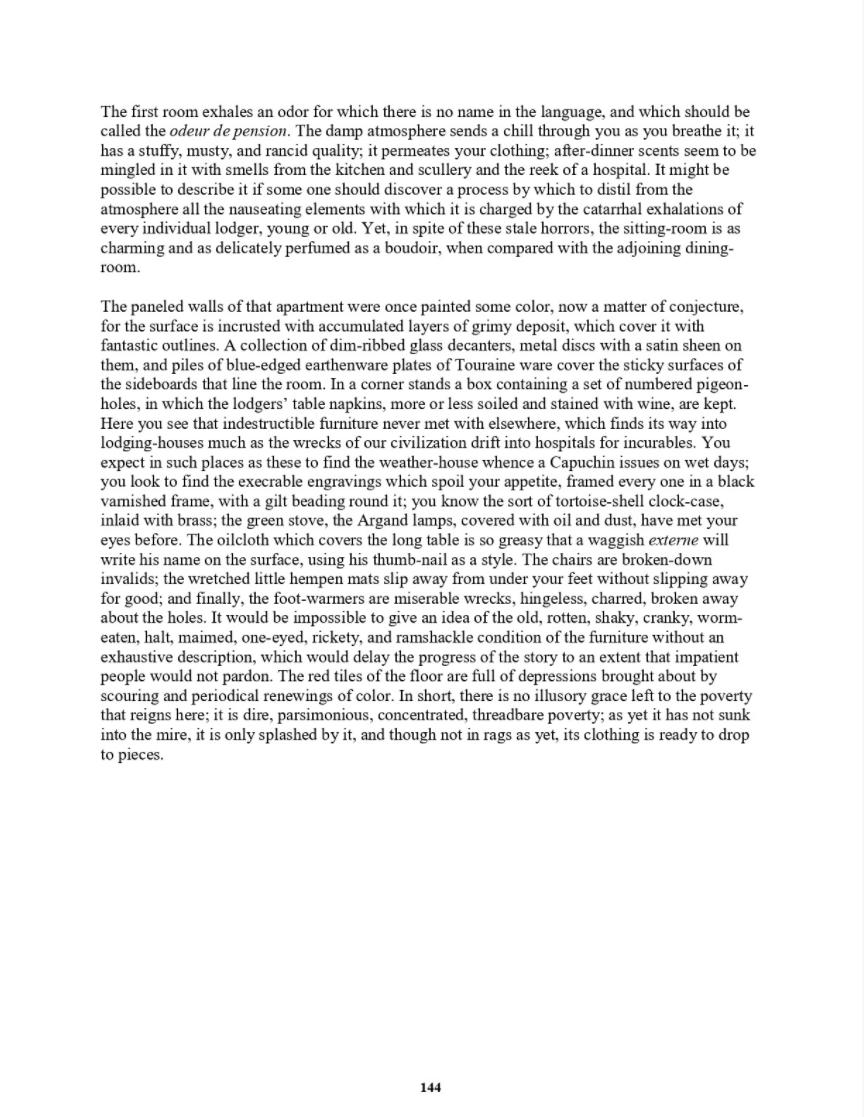 The first room exhales an odor for which there is no name in the language, and which should be
called the odeur de pension. The damp atmosphere sends a chill through you as you breathe it; it
has a stuffy, musty, and rancid quality; it permeates your clothing; after-dinner scents seem to be
mingled in it with smells from the kitchen and scullery and the reek of a hospital. It might be
possible to describe it if some one should discover a process by which to distil from the
atmosphere all the nauseating elements with which it is charged by the catarrhal exhalations of
every individual lodger, young or old. Yet, in spite of these stale horrors, the sitting-room is as
charming and as delicately perfumed as a boudoir, when compared with the adjoining dining-
room.
The paneled walls of that apartment were once painted some color, now a matter of conjecture,
for the surface is incrusted with accumulated layers of grimy deposit, which cover it with
fantastic outlines. A collection of dim-ribbed glass decanters, metal discs with a satin sheen on
them, and piles of blue-edged earthenware plates of Touraine ware cover the sticky surfaces of
the sideboards that line the room. In a corner stands a box containing a set of numbered pigeon-
holes, in which the lodgers’ table napkins, more or less soiled and stained with wine, are kept.
Here you see that indestructible furniture never met with elsewhere, which finds its way into
lodging-houses much as the wrecks of our civilization drift into hospitals for incurables. You
expect in such places as these to find the weather-house whence a Capuchin issues on wet days;
you look to find the execrable engravings which spoil your appetite, framed every one in a black
varnished frame, with a gilt beading round it; you know the sort of tortoise-shell clock-case,
inlaid with brass; the green stove, the Argand lamps, covered with oil and dust, have met your
eyes before. The oilcloth which covers the long table is so greasy that a waggish externe will
write his name on the surface, using his thumb-nail as a style. The chairs are broken-down
invalids; the wretched little hempen mats slip away from under your feet without slipping away
for good; and finally, the foot-warmers are miserable wrecks, hingeless, charred, broken away
about the holes. It would be impossible to give an idea of the old, rotten, shaky, cranky, worm-
eaten, halt, maimed, one-eyed, rickety, and ramshackle condition of the furniture without an
exhaustive description, which would delay the progress of the story to an extent that impatient
people would not pardon. The red tiles of the floor are full of depressions brought about by
scouring and periodical renewings of color. In short, there is no illusory grace left to the poverty
that reigns here; it is dire, parsimonious, concentrated, threadbare poverty; as yet it has not sunk
into the mire, it is only splashed by it, and though not in rags as yet, its clothing is ready to drop
to pieces.
144